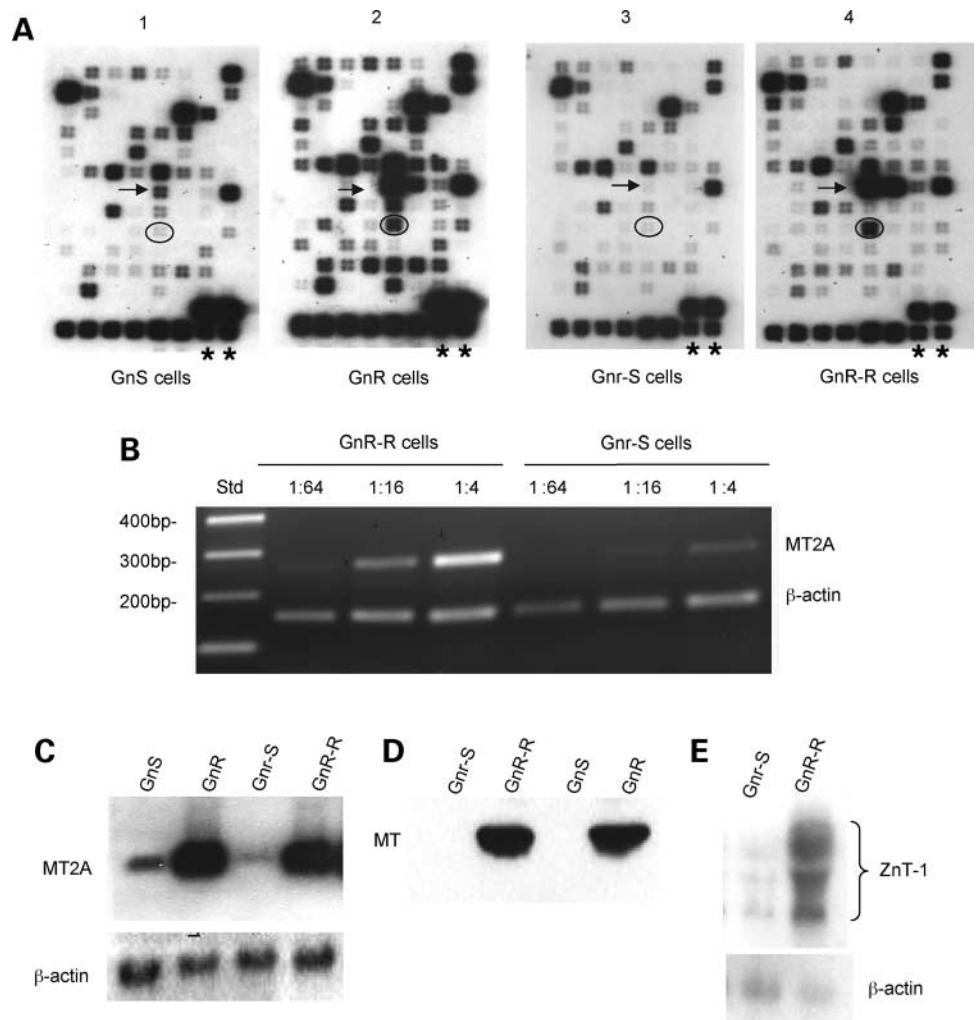 A
1 2 3 4
* * * * * * * *
GnS cells GnR cells Gnr-S cells GnR-R cells
B
GnR-R cells Gnr-S cells
Std 1:64 1:16 1:4 1:64 1:16 1:4
400bp-
300bp-
200bp-
MT2A
β-actin
C
GnS GnR Gnr-S GnR-R
MT2A
β-actin
D
Gnr-S GnR-R GnS GnR
MT
E
Gnr-S GnR-R
ZnT-1
β-actin